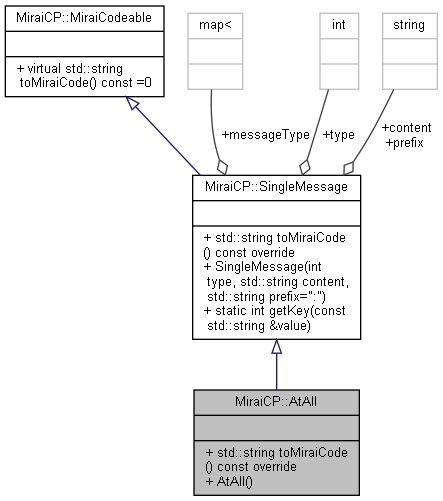 MiraiCP::MiraiCodeable
+ virtual std::string
toMiraiCode() const =0
map<
int
string
+messageType
+type
+content
+prefix
MiraiCP::SingleMessage
+ std::string toMiraiCode
() const override
+ SingleMessage(int
type, std::string content,
std::string prefix=":")
+ static int getKey(const
std::string &value)
MiraiCP::AtAll
+ std::string toMiraiCode
() const override
+ AtAll()